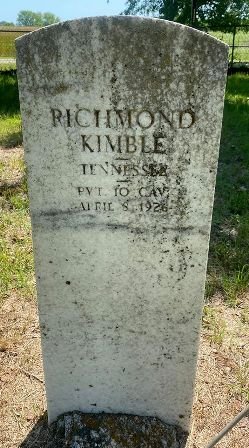 RICHMOND
KIMBLE
TENNESSEE
PVT. 10 CAV.
APRIL 8, 1928